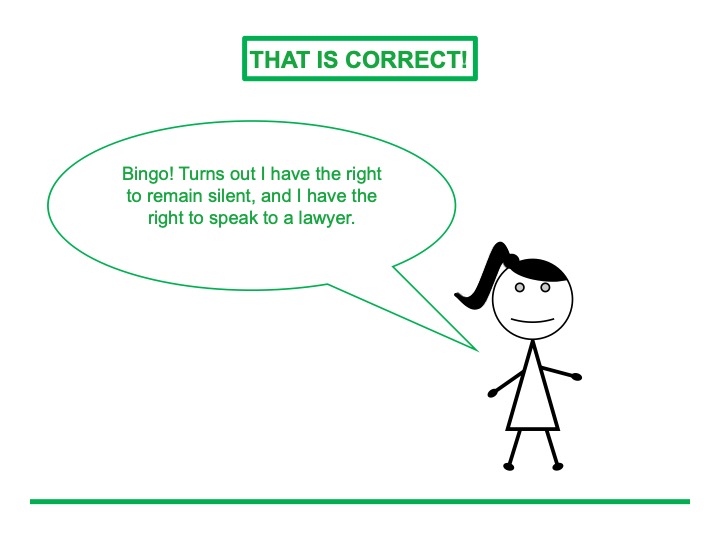 THAT IS CORRECT!
Bingo! Turns out I have the right
to remain silent, and I have the
right to speak to a lawyer.